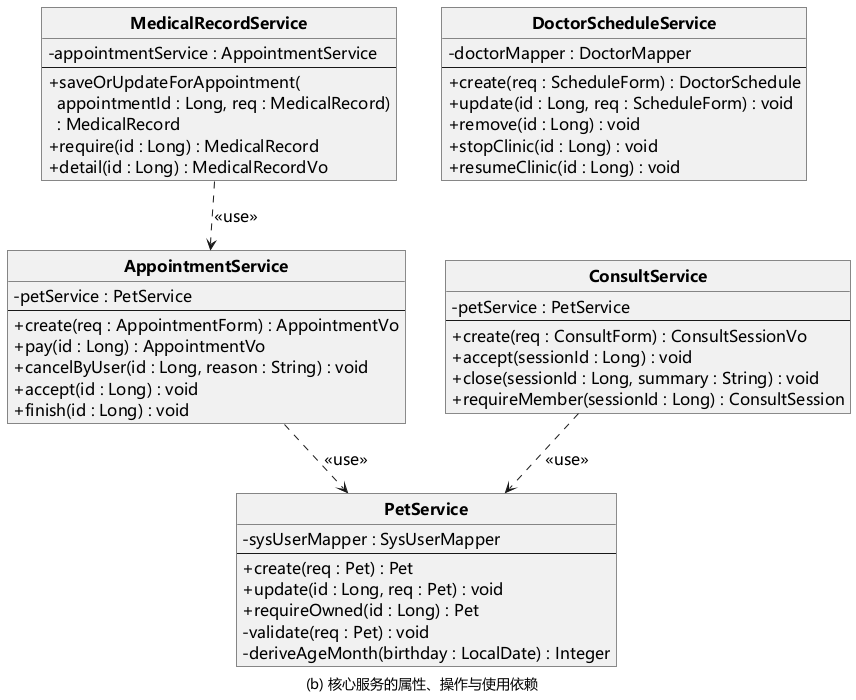 MedicalRecordService
-appointmentService : AppointmentService
+saveOrUpdateForAppointment(
appointmentId : Long, req : MedicalRecord)
: MedicalRecord
+require(id : Long) : MedicalRecord
+detail(id : Long) : MedicalRecordVo
DoctorScheduleService
-doctorMapper : DoctorMapper
+create(req : ScheduleForm) : DoctorSchedule
+update(id : Long, req : ScheduleForm) : void
+remove(id : Long) : void
+stopClinic(id : Long) : void
+resumeClinic(id : Long) : void
«use»
AppointmentService
-petService : PetService
+create(req : AppointmentForm) : AppointmentVo
+pay(id : Long) : AppointmentVo
+cancelByUser(id : Long, reason : String) : void
+accept(id : Long) : void
+finish(id : Long) : void
ConsultService
-petService : PetService
+create(req : ConsultForm) : ConsultSessionVo
+accept(sessionId : Long) : void
+close(sessionId : Long, summary : String) : void
+requireMember(sessionId : Long) : ConsultSession
«use»
«use»
PetService
-sysUserMapper : SysUserMapper
+create(req : Pet) : Pet
+update(id : Long, req : Pet) : void
+requireOwned(id : Long) : Pet
-validate(req : Pet) : void
-deriveAgeMonth(birthday : LocalDate) : Integer
(b) 核心服务的属性、操作与使用依赖